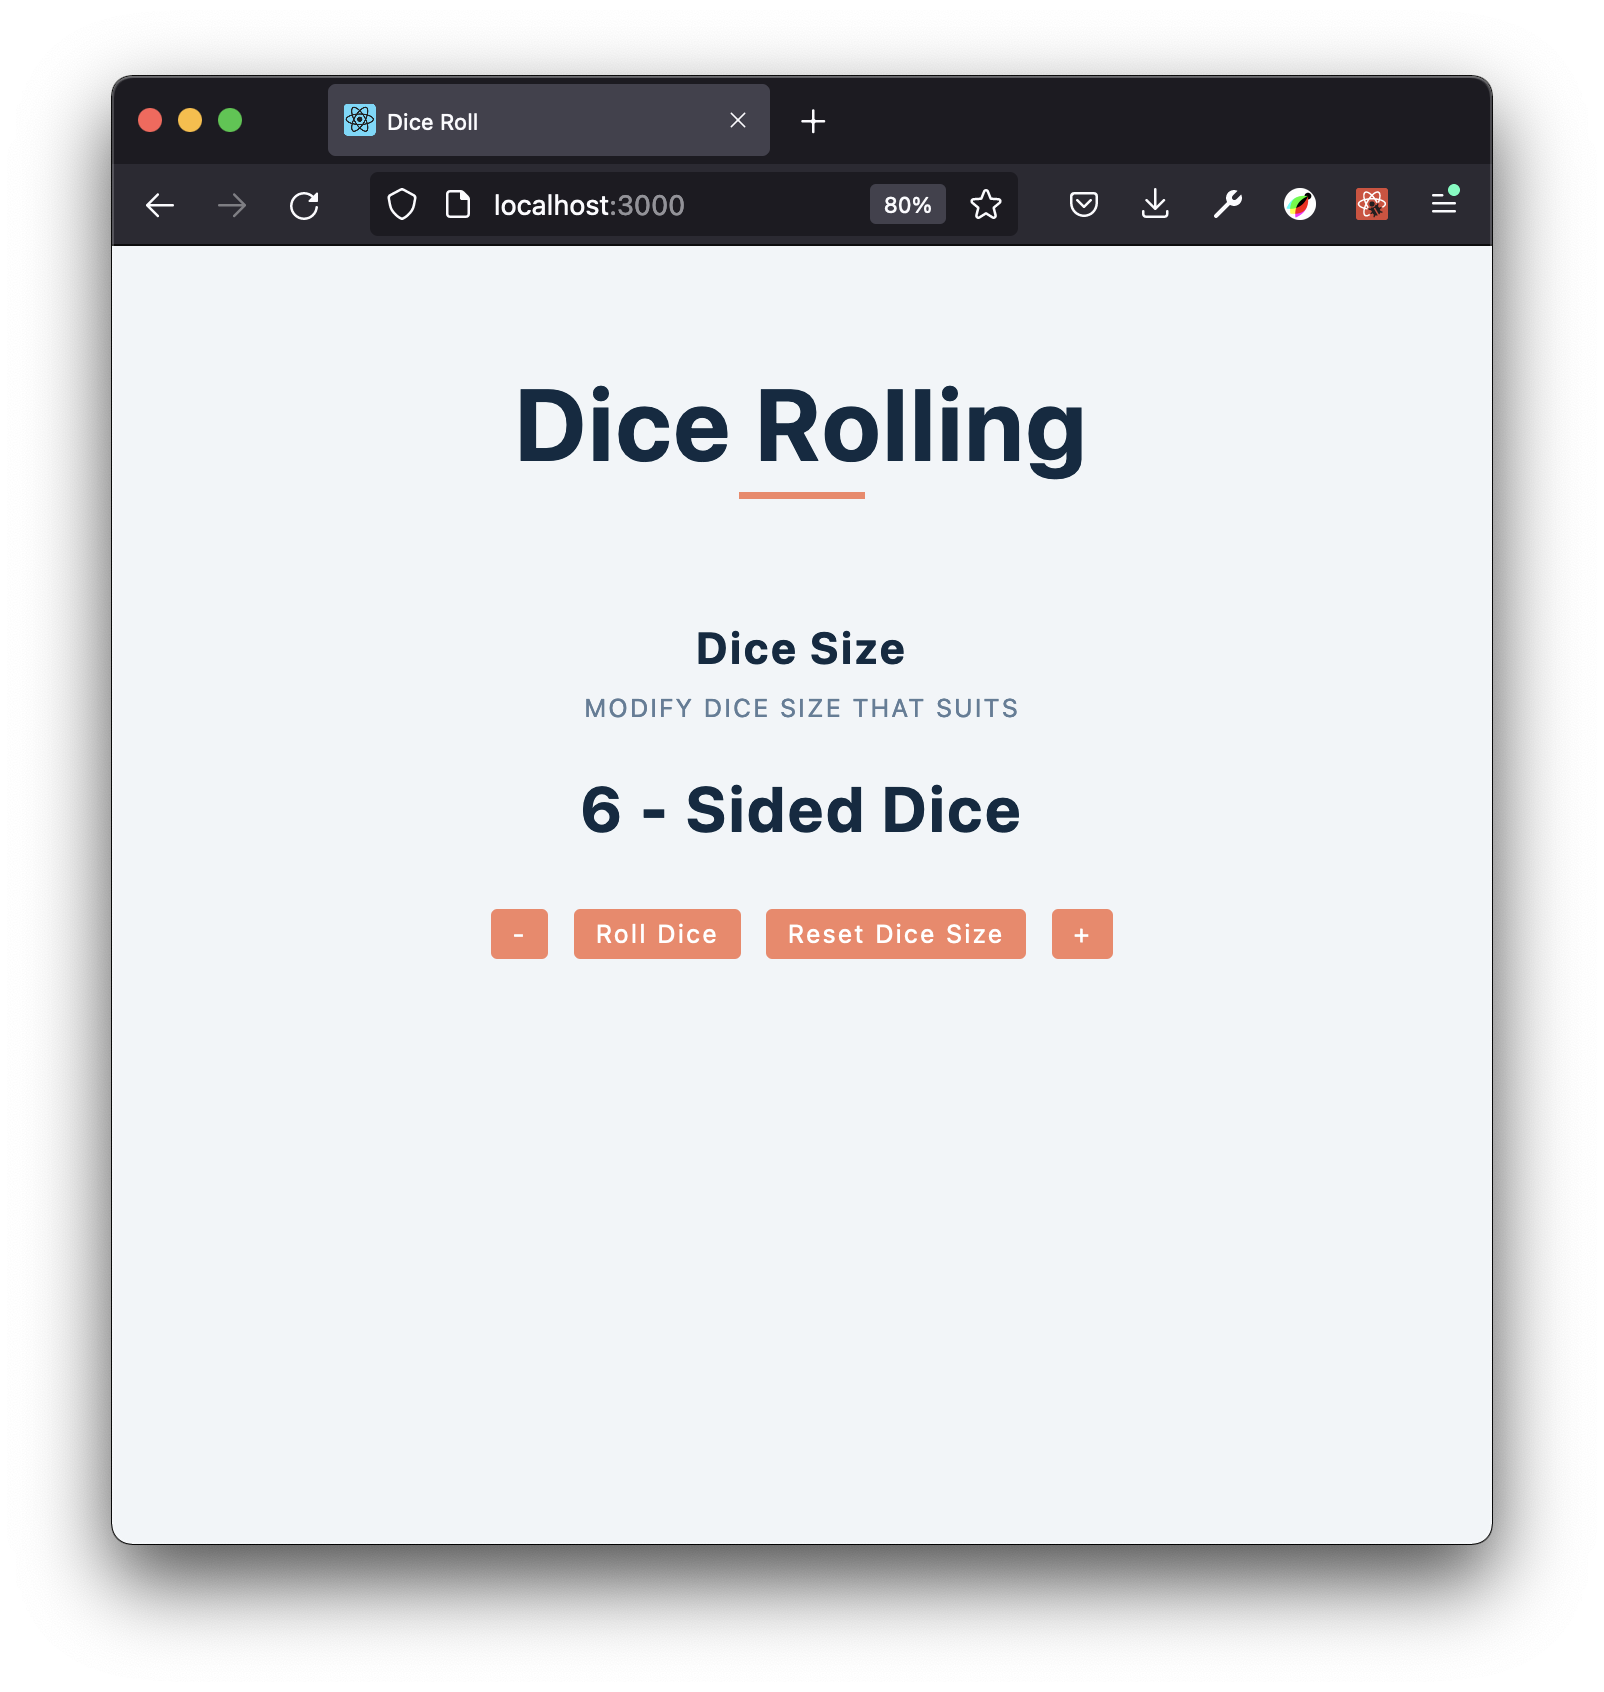 Dice Roll
localhost:3000 80%
Dice Rolling
Dice Size
MODIFY DICE SIZE THAT SUITS
6 - Sided Dice
- Roll Dice Reset Dice Size +